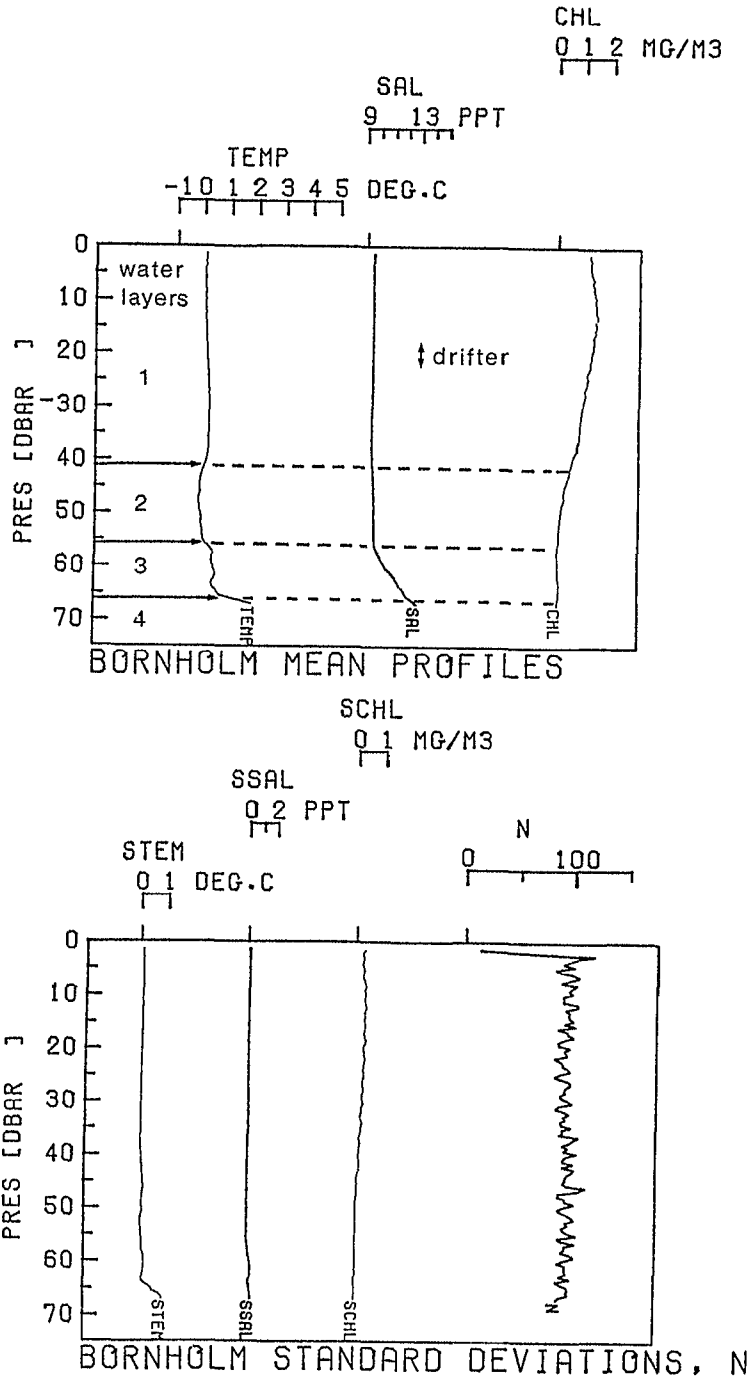 CHL
0 1 2 MG/M3
SAL
9 13 PPT
TEMP
-1 0 1 2 3 4 5 DEG.C
0
water
layers
10
20
drifter
1
-30
PRES [DBAR ]
40
2
50
60
3
70
4
TEMP
SAL
CHL
BORNHOLM MEAN PROFILES
SCHL
0 1 MG/M3
SSAL
0 2 PPT
N
STEM
0 100
0 1 DEG.C
0
10
20
30
PRES [DBAR ]
40
50
60
70
STEM
SSAL
SCHL
N
BORNHOLM STANDARD DEVIATIONS, N